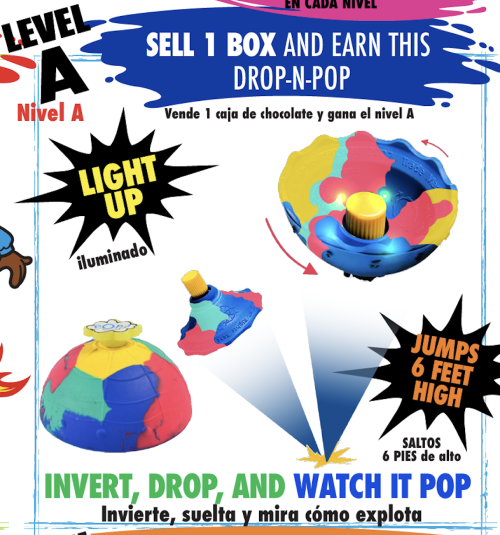 EN CADA NIVEL
LEVEL
A
Nivel A
SELL 1 BOX AND EARN THIS
DROP-N-POP
Vende 1 caja de chocolate y gana el nivel A
LIGHT
UP
iluminado
JUMPS
6 FEET
HIGH
SALTOS
6 PIES de alto
INVERT, DROP, AND WATCH IT POP
Invierte, suelta y mira cómo explota